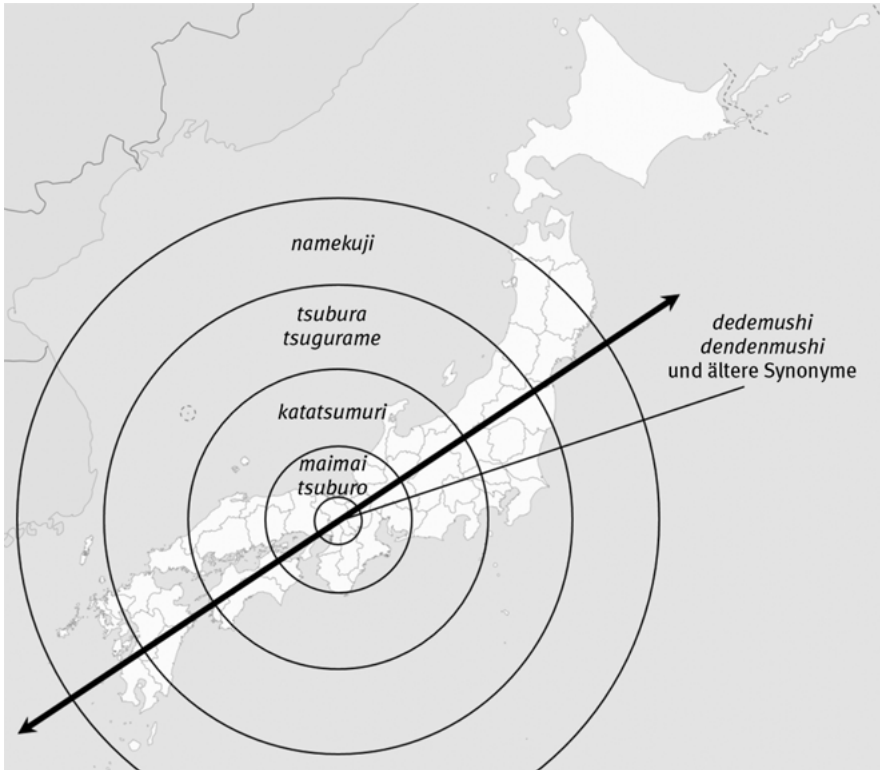 namekuji
tsubura
tsugurame
dedemushi
dendenmushi
und ältere Synonyme
katatsumuri
maimai
tsuburo